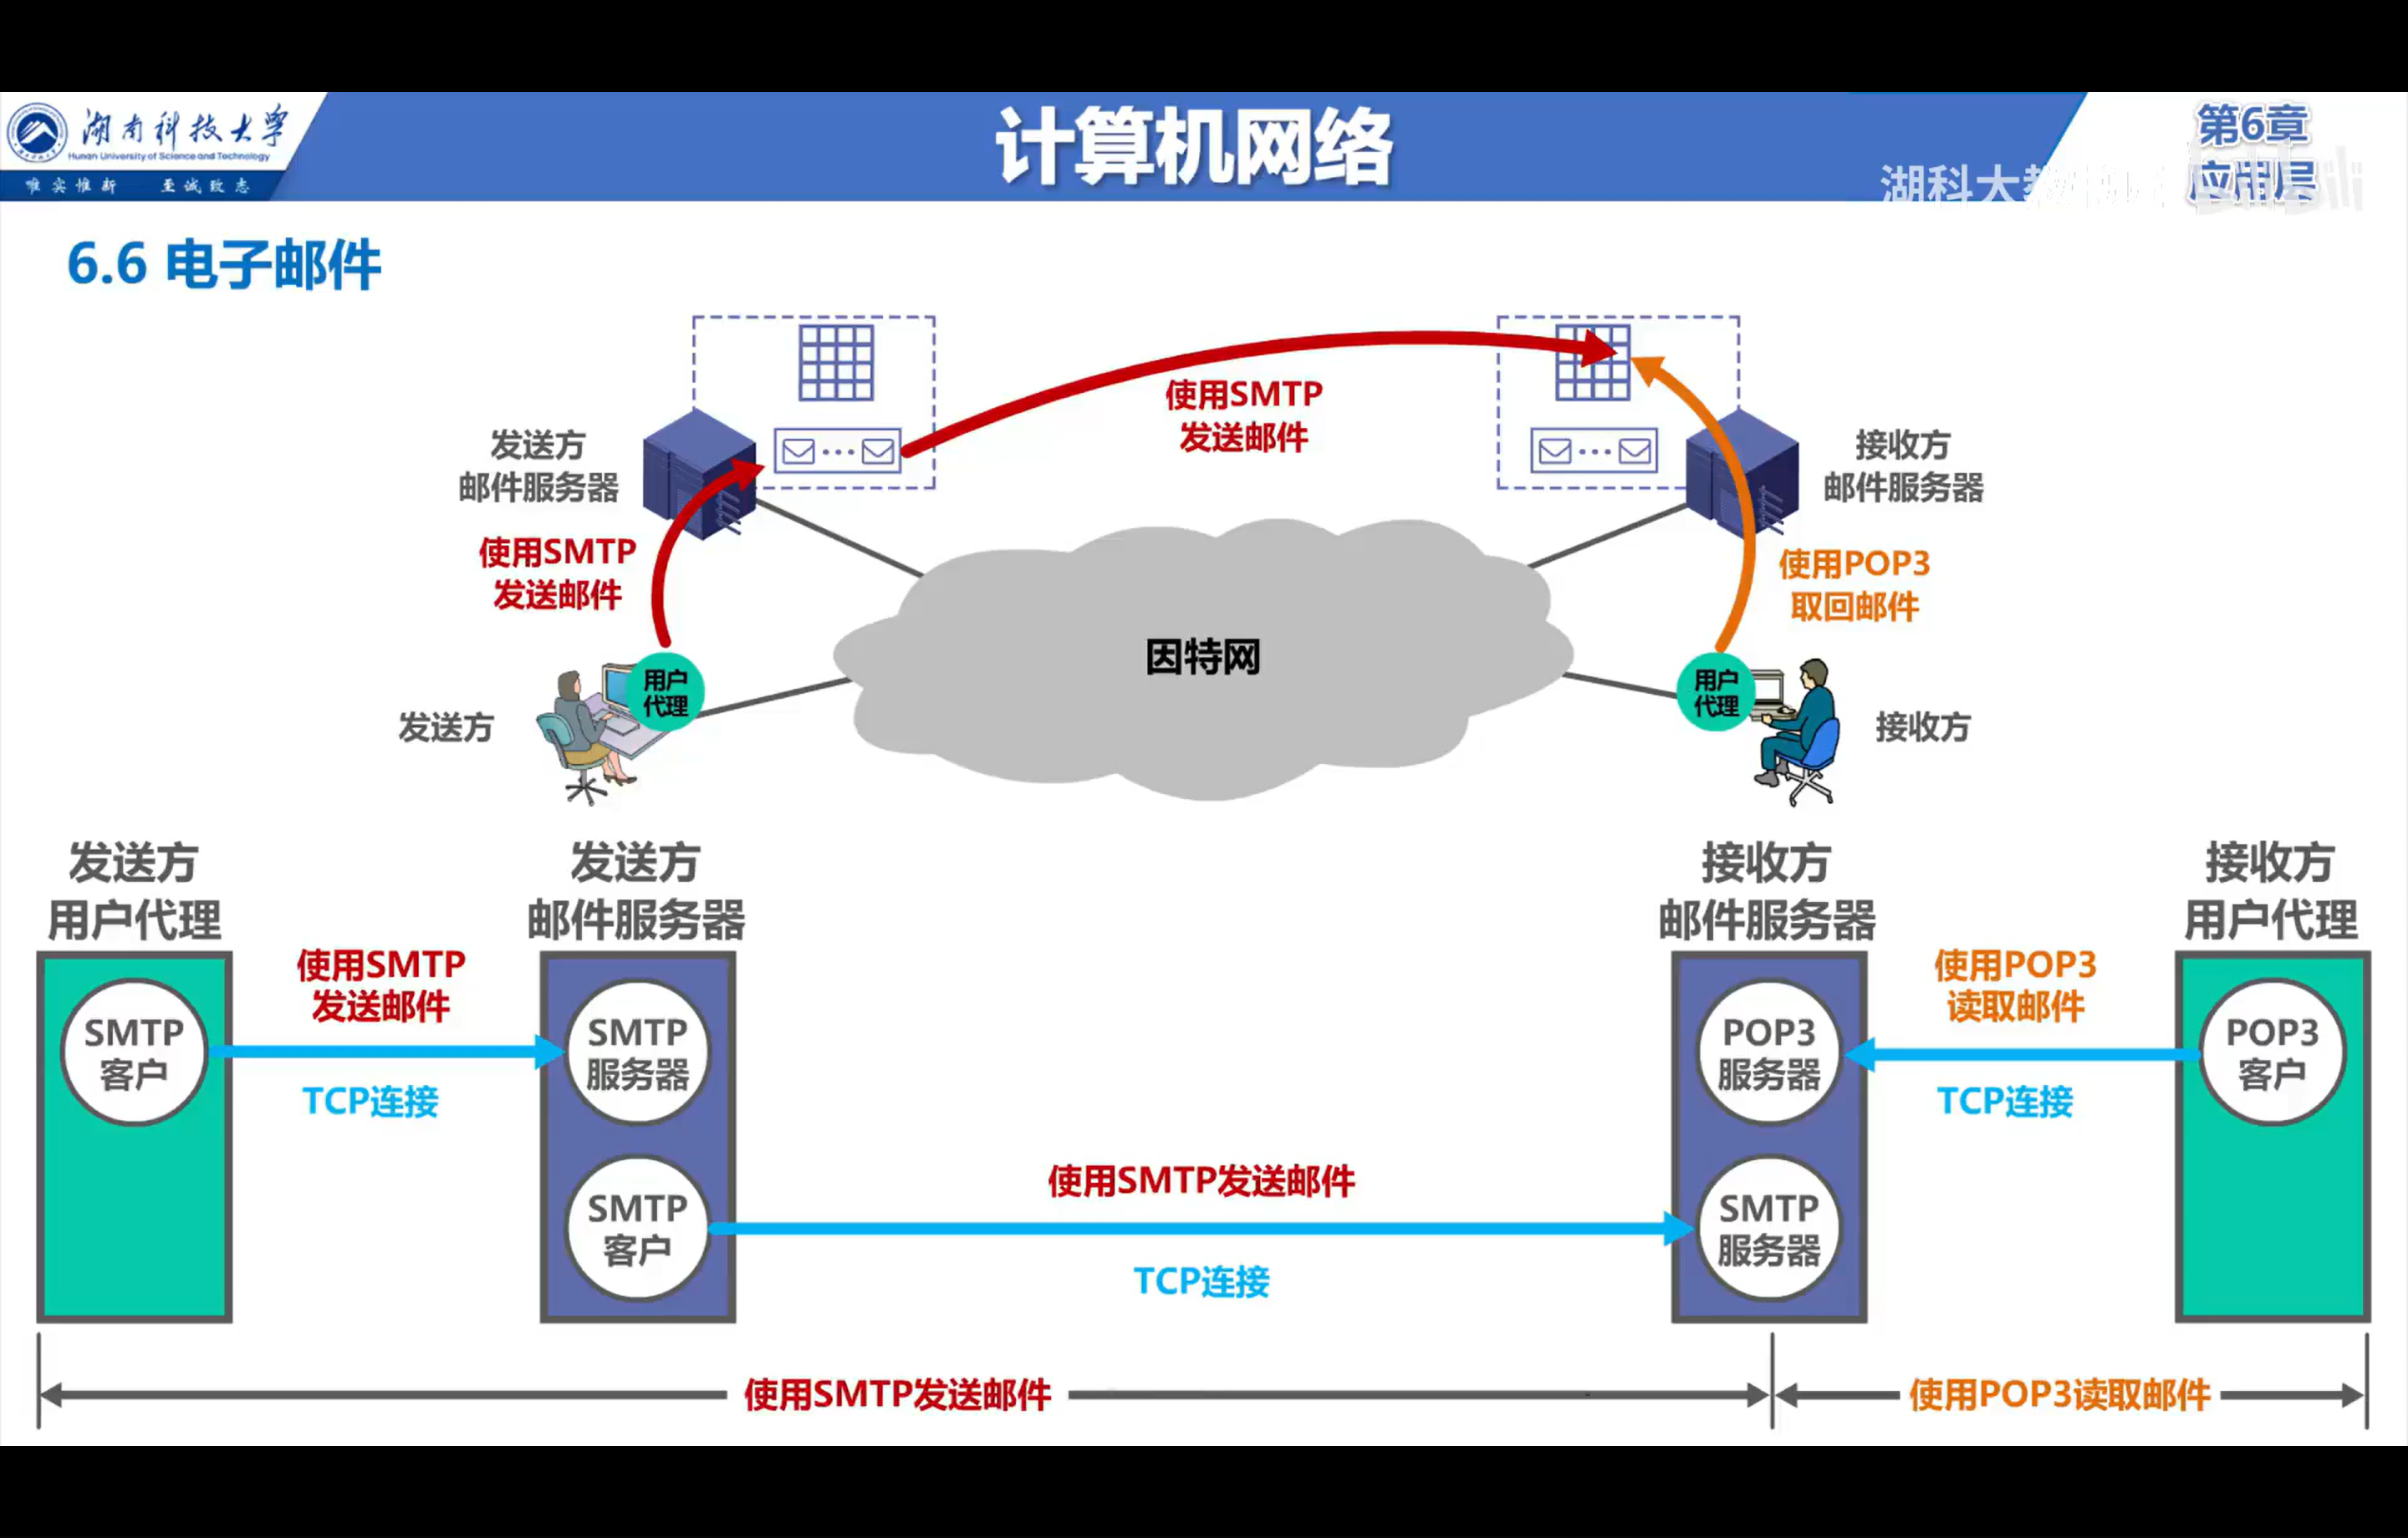 湖南科技大学
Hunan University of Science and Technology
唯实惟新 至诚致志
计算机网络
第6章
应用层
湖科大教
6.6 电子邮件
使用SMTP
发送邮件
发送方
邮件服务器
接收方
邮件服务器
使用SMTP
发送邮件
使用POP3
取回邮件
因特网
用户
代理
用户
代理
发送方
接收方
发送方
用户代理
发送方
邮件服务器
接收方
邮件服务器
接收方
用户代理
使用SMTP
发送邮件
使用POP3
读取邮件
SMTP
客户
SMTP
服务器
POP3
服务器
POP3
客户
TCP连接
TCP连接
使用SMTP发送邮件
SMTP
客户
SMTP
服务器
TCP连接
使用SMTP发送邮件
使用POP3读取邮件